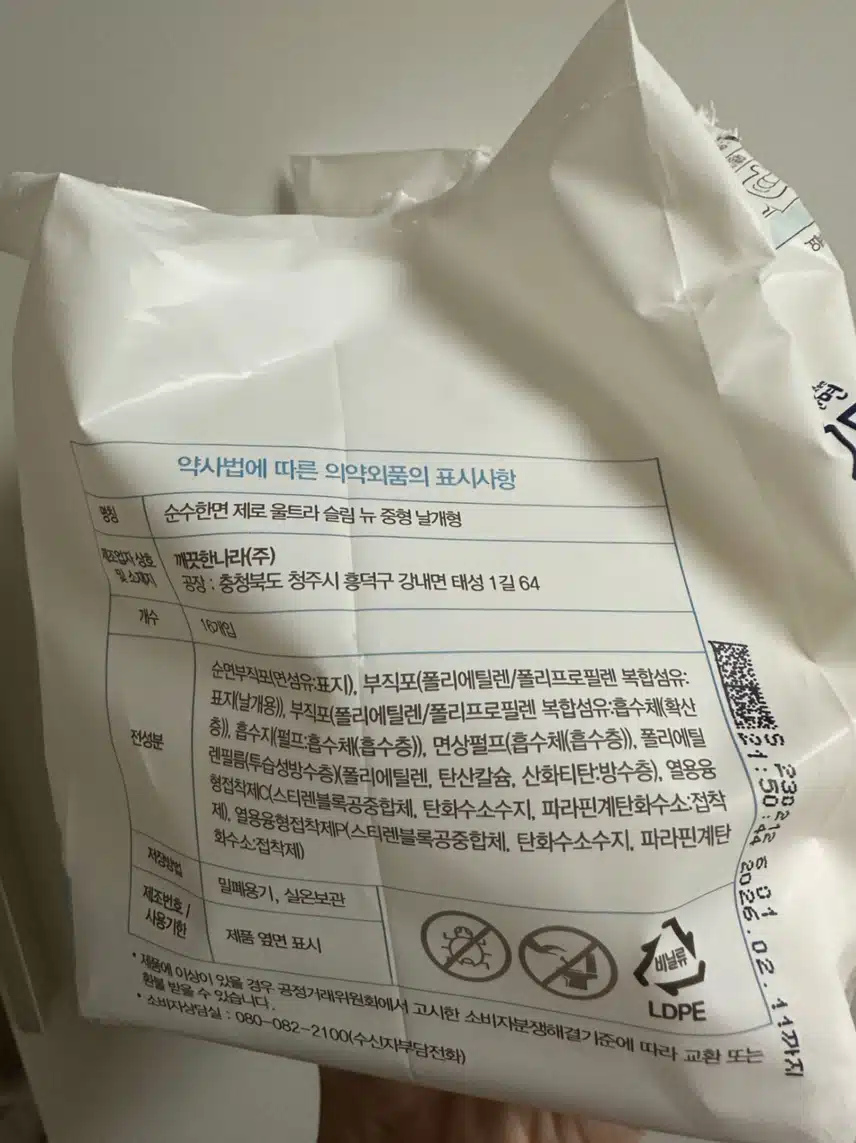 약사법에 따른 의약외품의 표시사항
명칭 순수한면 제로 울트라 슬림 뉴 중형 날개형
제조업자 상호 및 소재지
깨끗한나라(주)
공장 : 충청북도 청주시 흥덕구 강내면 태성 1길 64
개수 16개입
전성분
순면부직포(면섬유:표지), 부직포(폴리에틸렌/폴리프로필렌 복합섬유:
표지(날개용)), 부직포(폴리에틸렌/폴리프로필렌 복합섬유:흡수체(확산
층)), 흡수지(펄프:흡수체(흡수층)), 면상펄프(흡수체(흡수층)), 폴리에틸
렌필름(투습성방수층)(폴리에틸렌, 탄산칼슘, 산화티탄:방수층), 열용융
형접착제C(스티렌블록공중합체, 탄화수소수지, 파라핀계탄화수소:접착
제), 열용융형접착제P(스티렌블록공중합체, 탄화수소수지, 파라핀계탄
화수소:접착제)
저장방법 밀폐용기, 실온보관
제조번호 / 사용기한 제품 옆면 표시
비닐류
LDPE
* 제품에 이상이 있을 경우 공정거래위원회에서 고시한 소비자분쟁해결기준에 따라 교환 또는
환불 받을 수 있습니다.
* 소비자상담실 : 080-082-2100(수신자부담전화)
S 230212 6 01
21:50:44 2026.02.11까지